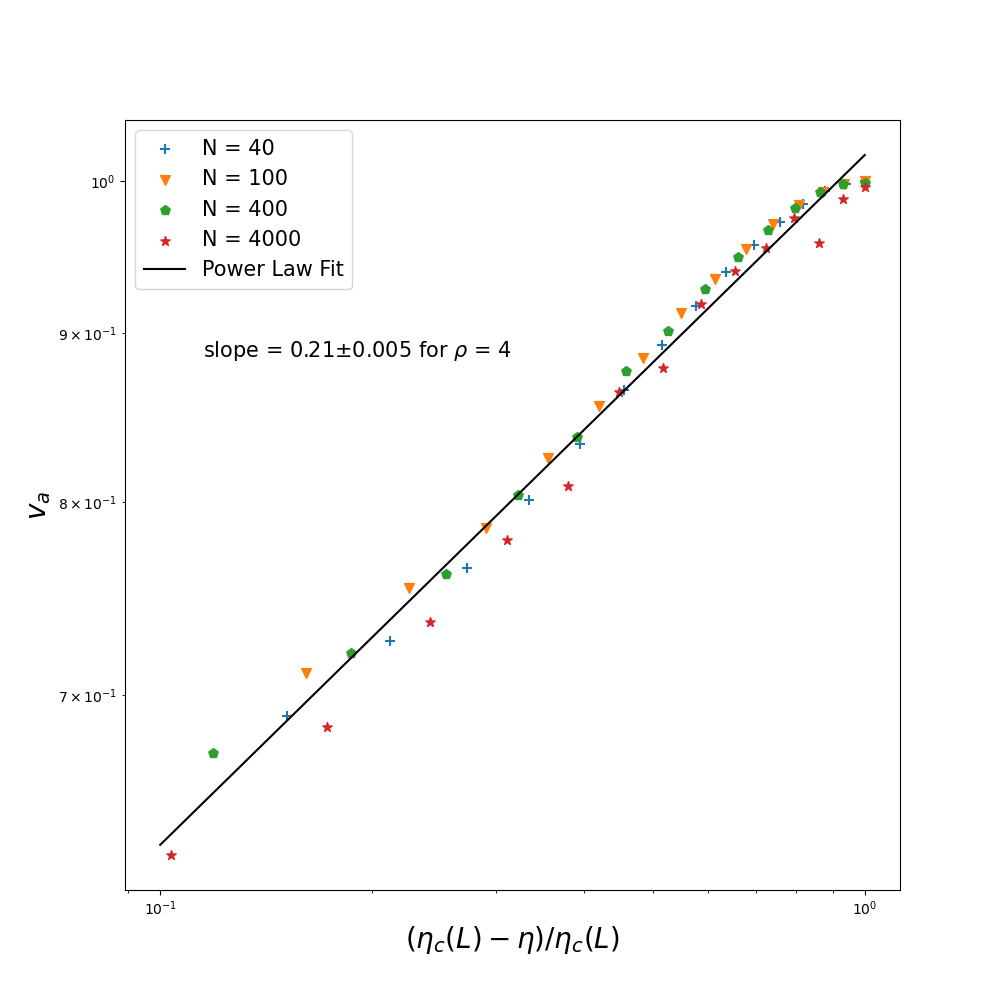 N = 40
N = 100
N = 400
N = 4000
Power Law Fit
slope = 0.21±0.005 for ρ = 4
10⁰
9 × 10⁻¹
8 × 10⁻¹
7 × 10⁻¹
vₐ
10⁻¹ 10⁰
(η_c(L) − η)/η_c(L)